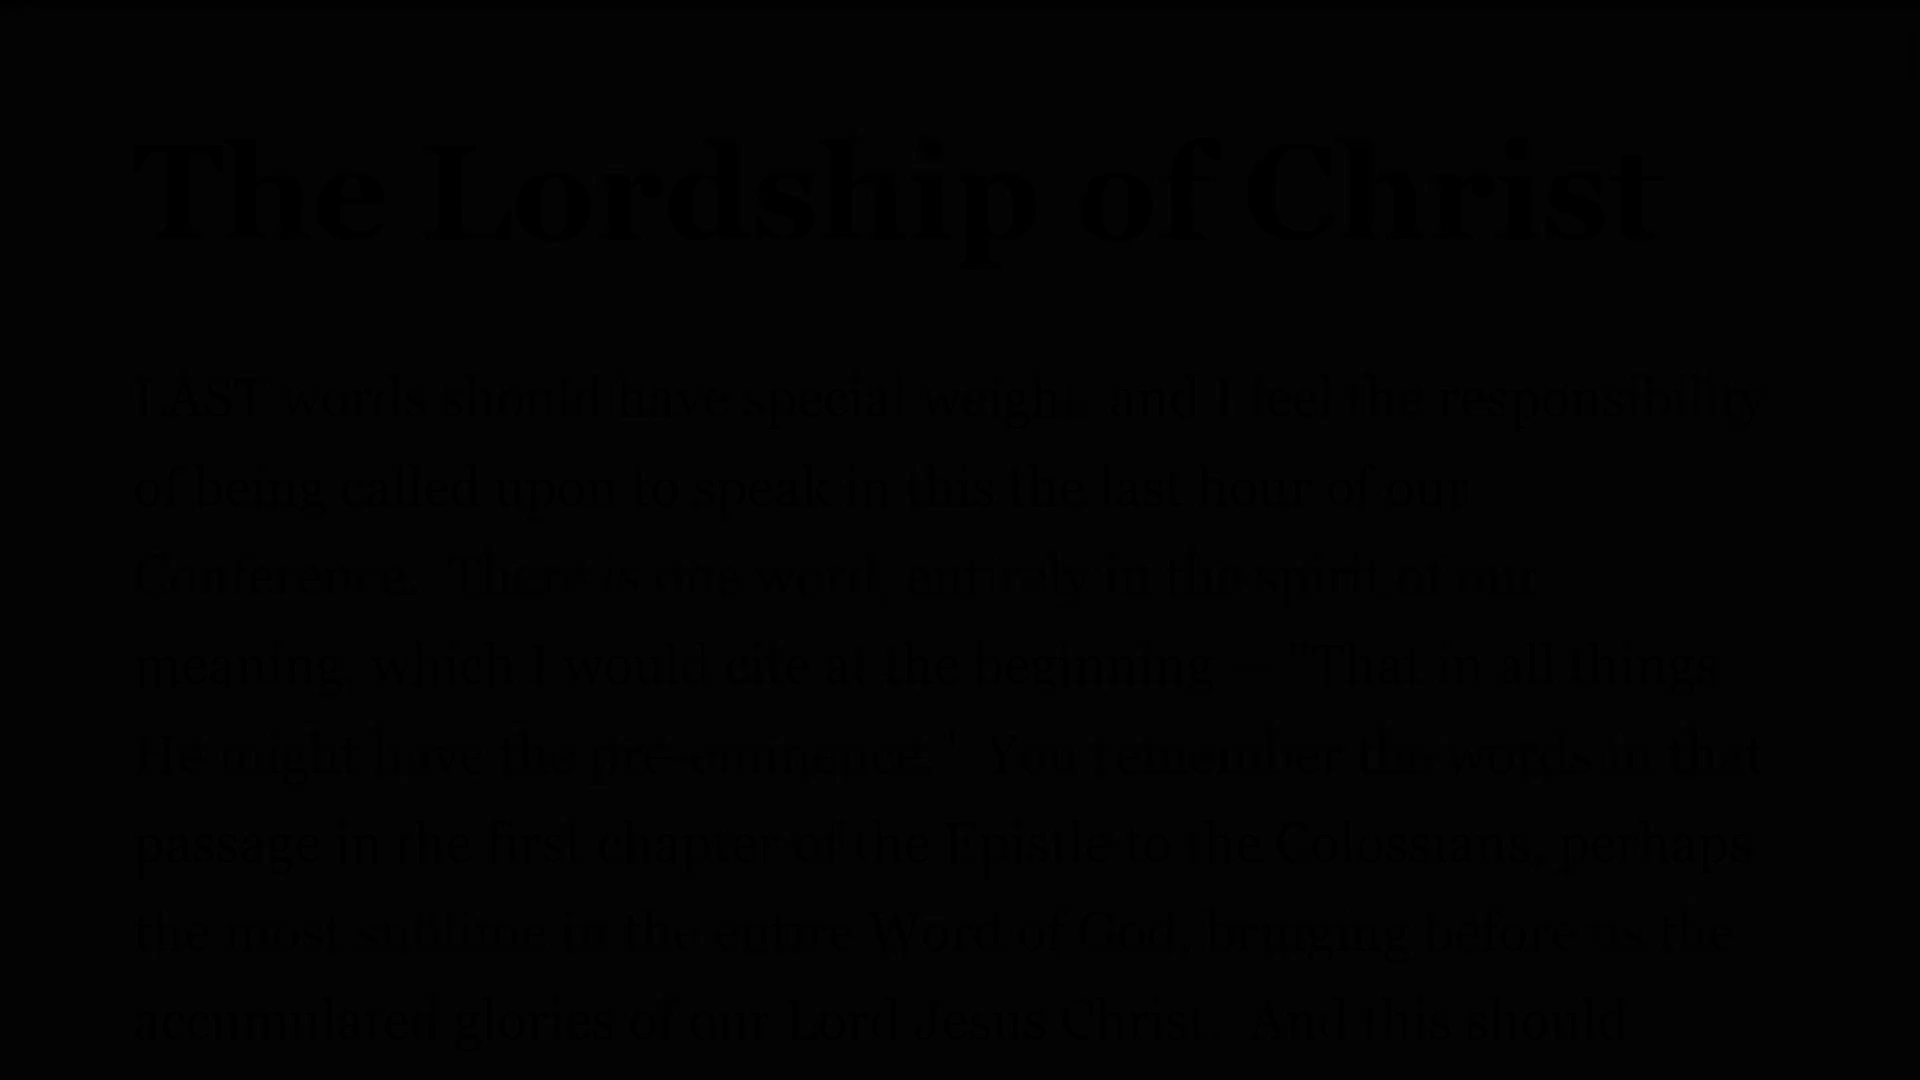 The Lordship of Christ
LAST words should have special weight and I feel the responsibility
of being called upon to speak in this the last hour of our
Conference. There is one word, entirely in the spirit of our
meaning, which I would cite at the beginning — "That in all things
He might have the pre-eminence." You remember the words in that
passage in the first chapter of the Epistle to the Colossians, perhaps
the most sublime in the entire Word of God, bringing before us the
accumulated glories of our Lord Jesus Christ. And this should